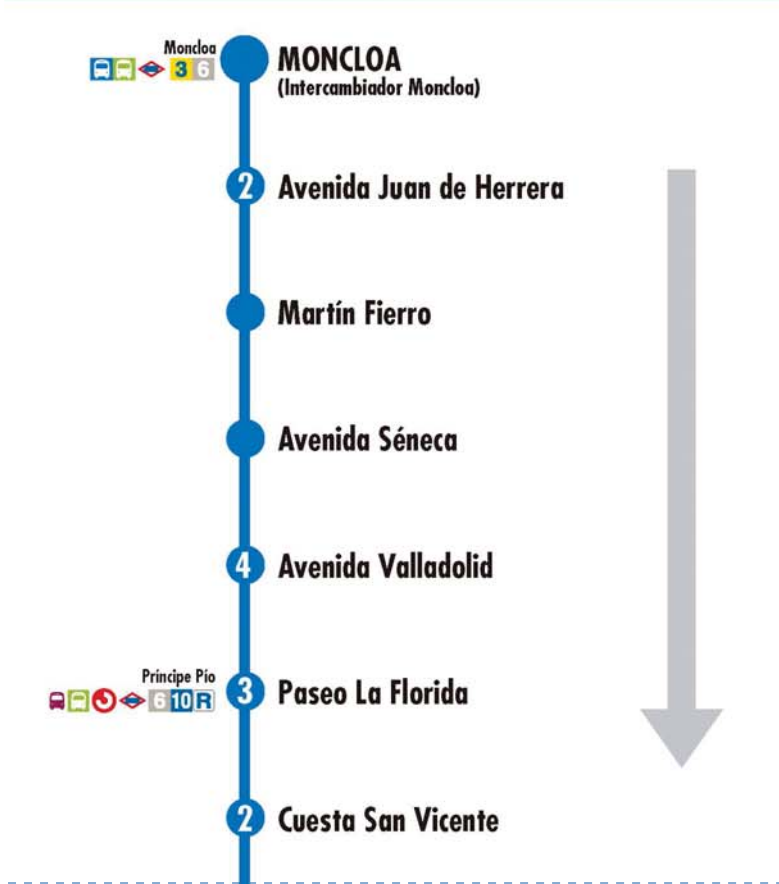 Moncloa
3 6
MONCLOA
(Intercambiador Moncloa)
2 Avenida Juan de Herrera
Martín Fierro
Avenida Séneca
4 Avenida Valladolid
Príncipe Pío
6 10 R
3 Paseo La Florida
2 Cuesta San Vicente